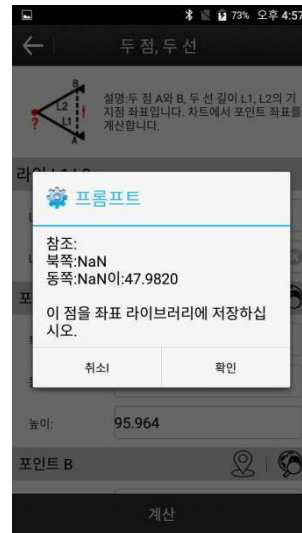 73% 오후 4:57
두 점, 두 선
B
L2
L1
A
?
설명:두 점 A와 B, 두 선 길이 L1, L2의 기
지점 좌표입니다. 차트에서 포인트 좌표를
계산합니다.
프롬프트
참조:
북쪽:NaN
동쪽:NaN이:47.9820
이 점을 좌표 라이브러리에 저장하십
시오.
취소I
확인
높이:
95.964
포인트 B
계산